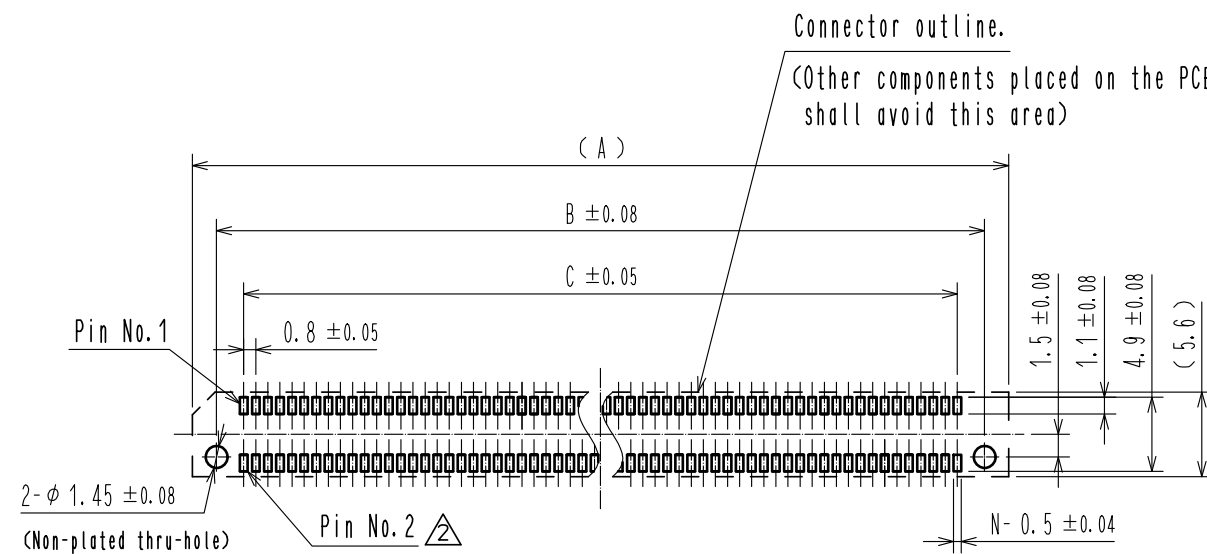 Connector outline.
(Other components placed on the PCB
shall avoid this area)
(A)
B ±0.08
C ±0.05
Pin No.1
0.8 ±0.05
1.5 ±0.08
1.1 ±0.08
4.9 ±0.08
(5.6)
2-φ 1.45 ±0.08
(Non-plated thru-hole)
Pin No.2 2
N- 0.5 ±0.04